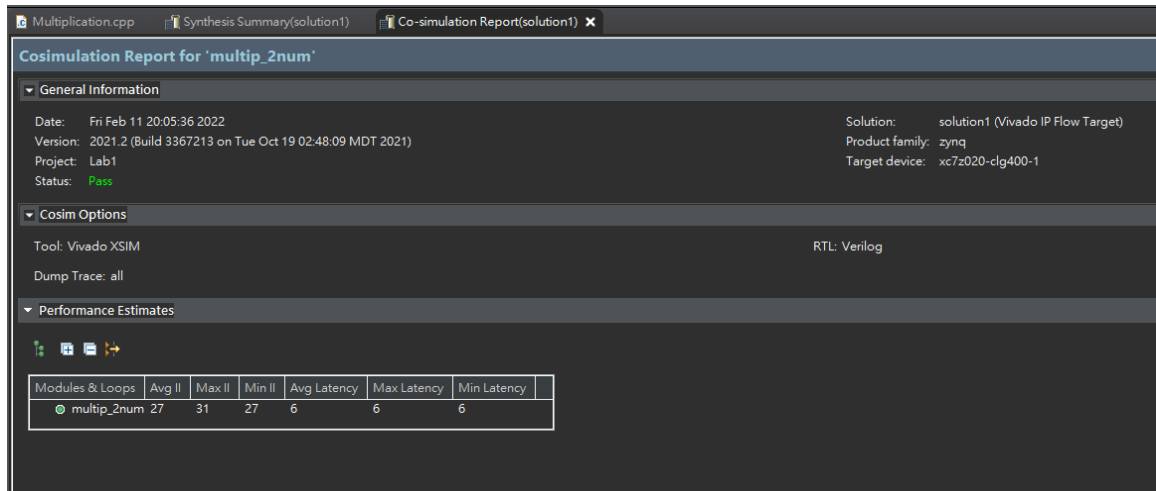 Multiplication.cpp Synthesis Summary(solution1) Co-simulation Report(solution1)
Cosimulation Report for 'multip_2num'
General Information
Date: Fri Feb 11 20:05:36 2022
Solution: solution1 (Vivado IP Flow Target)
Version: 2021.2 (Build 3367213 on Tue Oct 19 02:48:09 MDT 2021)
Product family: zynq
Project: Lab1
Target device: xc7z020-clg400-1
Status: Pass
Cosim Options
Tool: Vivado XSIM
RTL: Verilog
Dump Trace: all
Performance Estimates
Modules & Loops Avg II Max II Min II Avg Latency Max Latency Min Latency
multip_2num 27 31 27 6 6 6